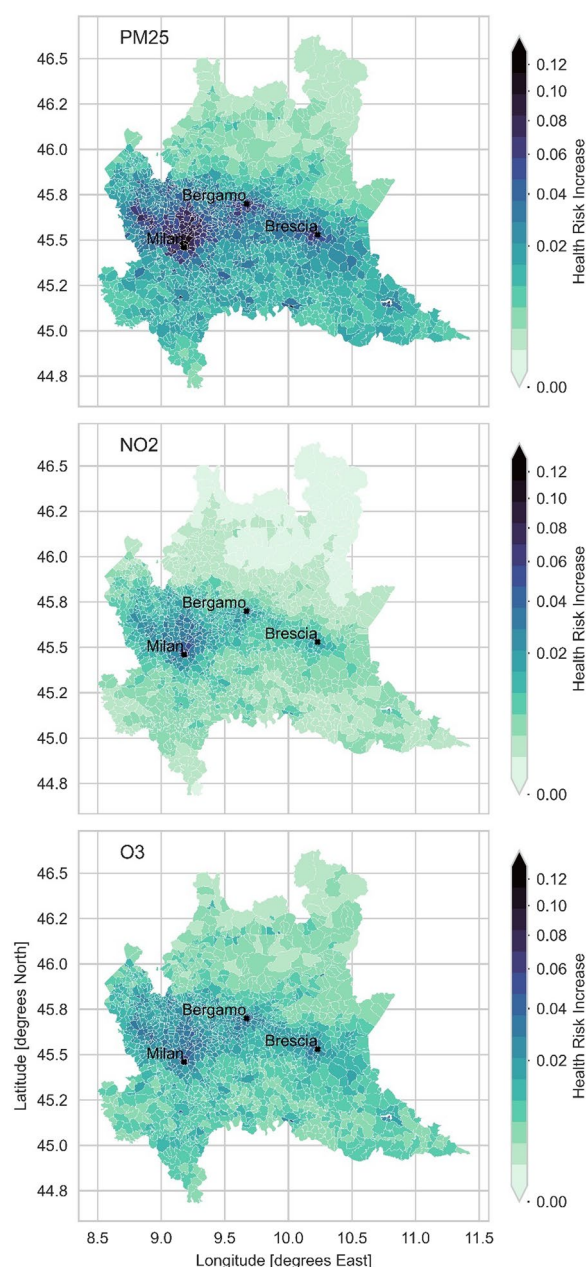 PM25
46.5
46.2
46.0
45.8
45.5
45.2
45.0
44.8
Bergamo
Milan
Brescia
0.12
0.10
0.08
0.06
0.04
0.02
0.00
Health Risk Increase
NO2
46.5
46.2
46.0
45.8
45.5
45.2
45.0
44.8
Bergamo
Milan
Brescia
0.12
0.10
0.08
0.06
0.04
0.02
0.00
Health Risk Increase
O3
46.5
46.2
46.0
45.8
45.5
45.2
45.0
44.8
Latitude [degrees North]
Bergamo
Milan
Brescia
0.12
0.10
0.08
0.06
0.04
0.02
0.00
Health Risk Increase
8.5 9.0 9.5 10.0 10.5 11.0 11.5
Longitude [degrees East]